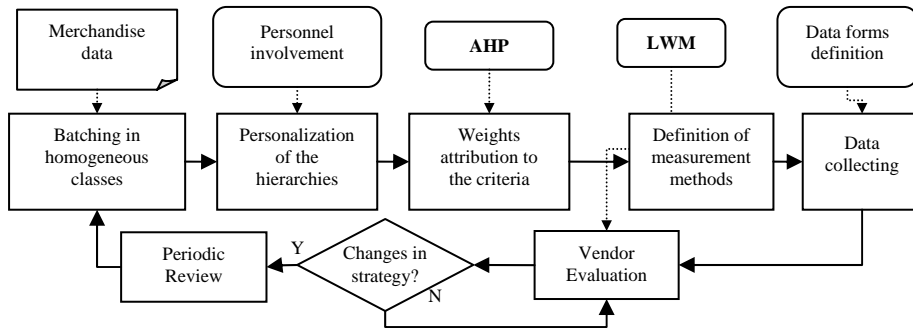 Merchandise
data
Personnel
involvement
AHP
LWM
Data forms
definition
Batching in
homogeneous
classes
Personalization
of the
hierarchies
Weights
attribution to
the criteria
Definition of
measurement
methods
Data
collecting
Periodic
Review
Y
Changes in
strategy?
N
Vendor
Evaluation